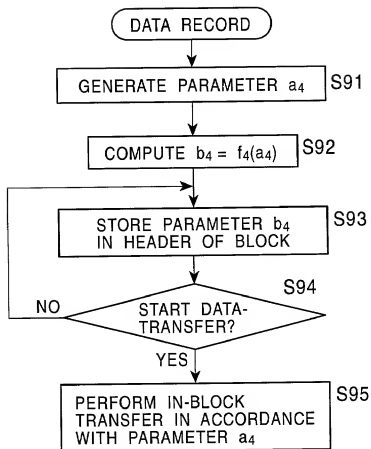 DATA RECORD
GENERATE PARAMETER a4
S91
COMPUTE b4 = f4(a4)
S92
STORE PARAMETER b4
IN HEADER OF BLOCK
S93
S94
START DATA-
TRANSFER?
NO
YES
PERFORM IN-BLOCK
TRANSFER IN ACCORDANCE
WITH PARAMETER a4
S95